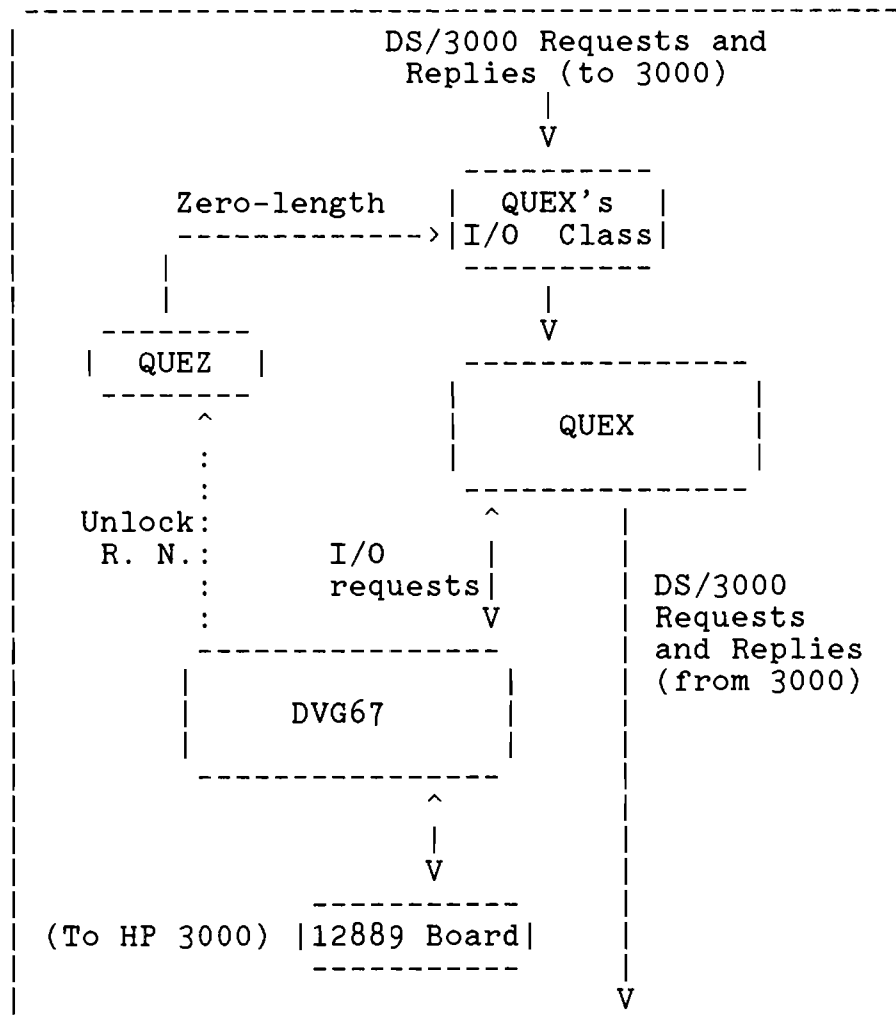 DS/3000 Requests and
Replies (to 3000)
Zero-length
QUEX's
I/O Class
QUEZ
QUEX
Unlock
R. N.
I/O
requests
DS/3000
Requests
and Replies
(from 3000)
DVG67
(To HP 3000)
12889 Board